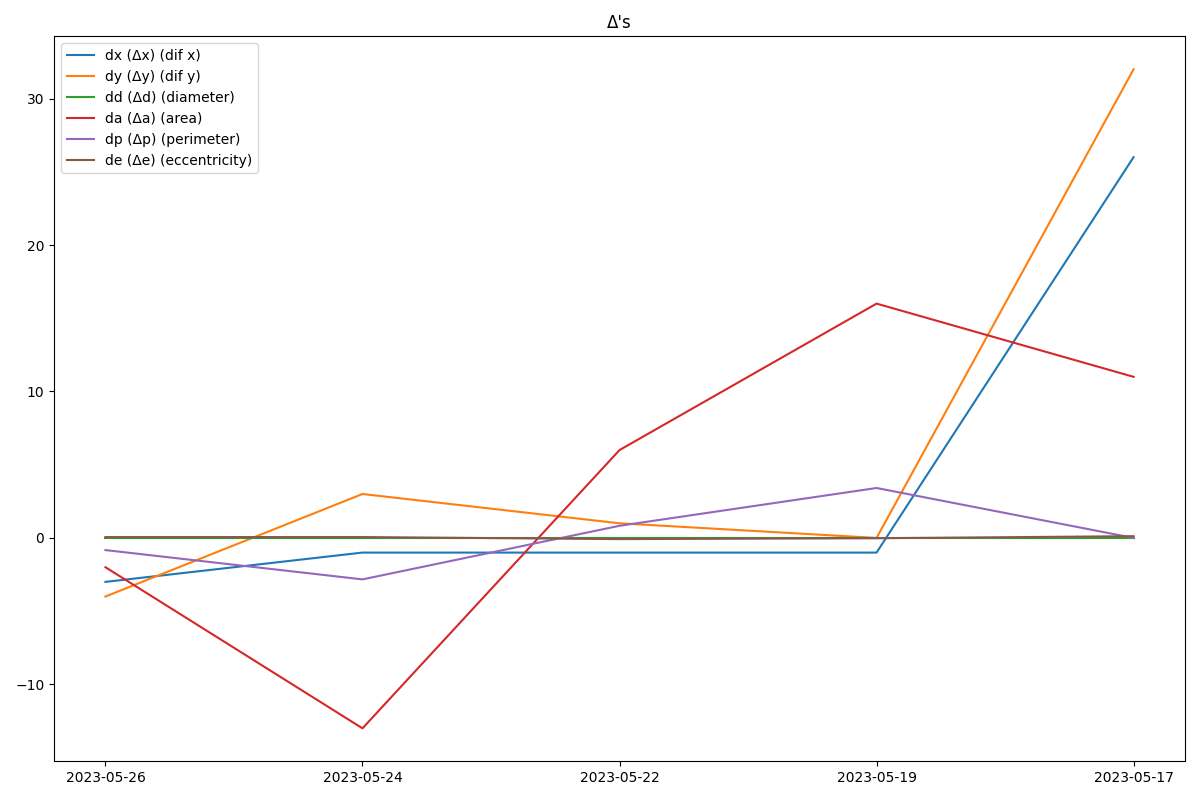 Δ's
dx (Δx) (dif x)
dy (Δy) (dif y)
dd (Δd) (diameter)
da (Δa) (area)
dp (Δp) (perimeter)
de (Δe) (eccentricity)
30
20
10
0
−10
2023-05-26 2023-05-24 2023-05-22 2023-05-19 2023-05-17